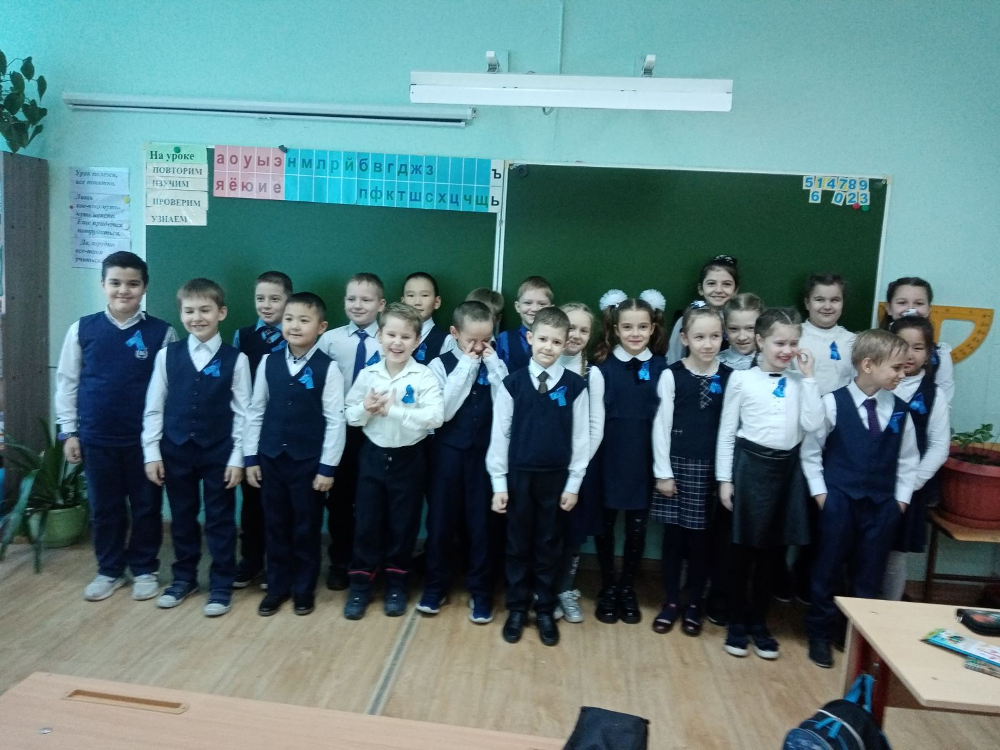 Урок полезен,
все понятно.
Лишь
кое-что чуть-
чуть неясно.
Еще придется
потрудиться.
Да, трудно
все-таки
учиться
На уроке
ПОВТОРИМ
ИЗУЧИМ
ПРОВЕРИМ
УЗНАЕМ
а о у ы э н м л р й б в г д ж з ъ
я ё ю и е п ф к т ш с х ц ч щ ь
5 1 4 7 8 9
6 0 2 3